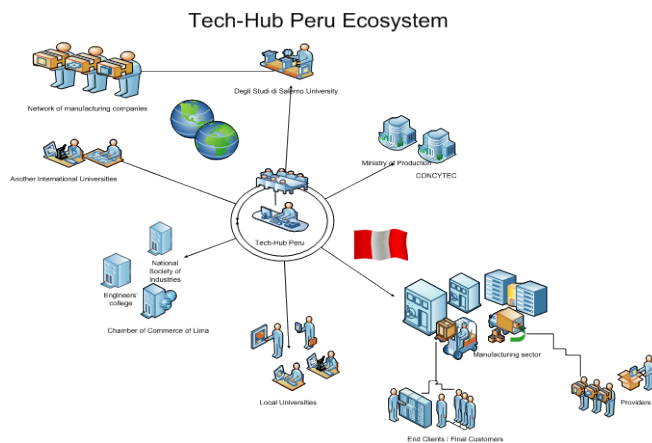 Tech-Hub Peru Ecosystem
Network of manufacturing companies
Degli Studi di Salerno University
Another International Universities
Ministry of Production
CONCYTEC
Tech-Hub Peru
National
Society of
Industries
Engineers'
college
Chamber of Commerce of Lima
Manufacturing sector
Local Universities
Providers
End Clients / Final Customers